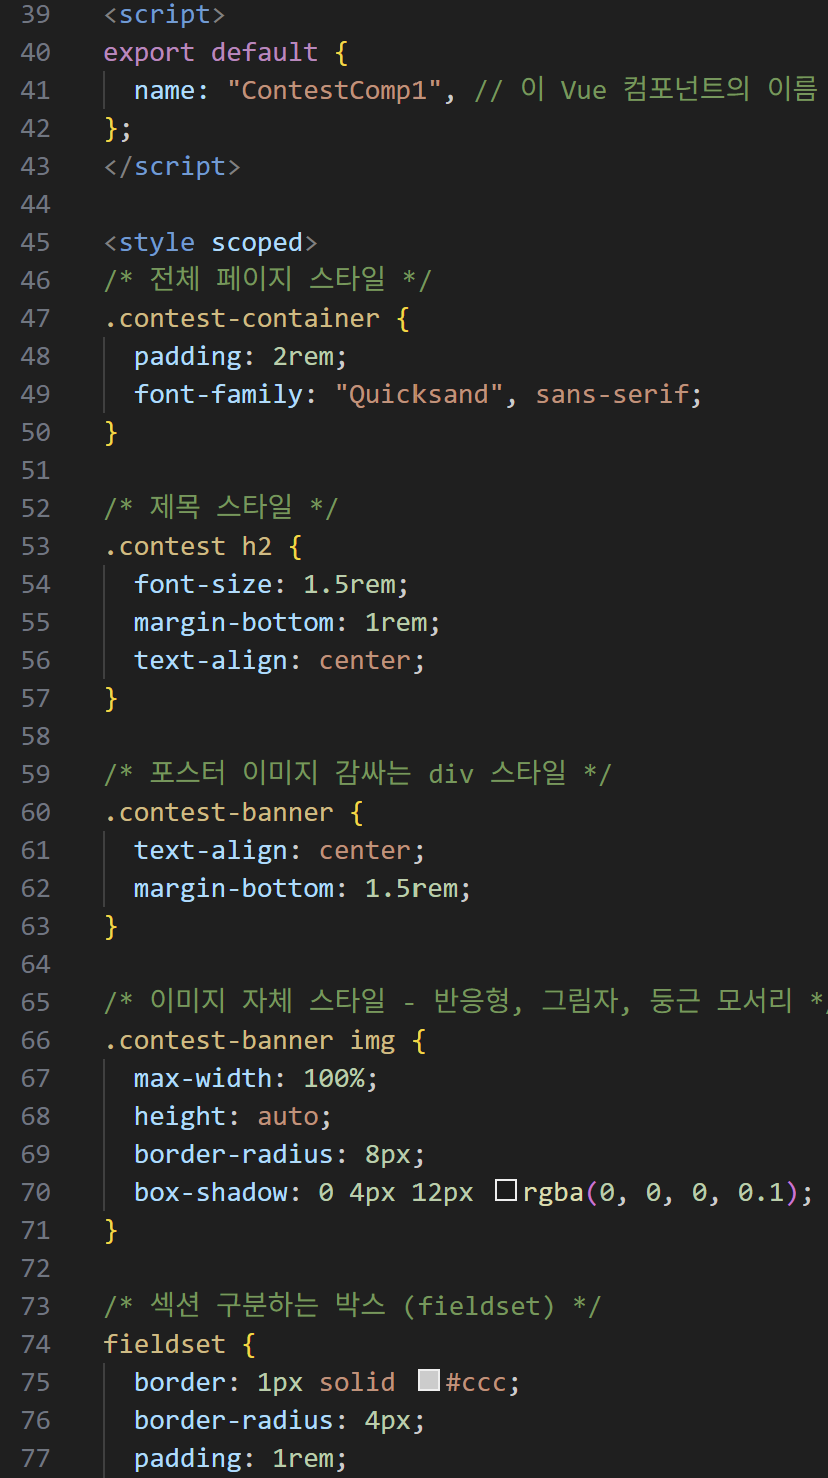 39 <script>
40 export default {
41   name: "ContestComp1", // 이 Vue 컴포넌트의 이름
42 };
43 </script>
44
45 <style scoped>
46 /* 전체 페이지 스타일 */
47 .contest-container {
48   padding: 2rem;
49   font-family: "Quicksand", sans-serif;
50 }
51
52 /* 제목 스타일 */
53 .contest h2 {
54   font-size: 1.5rem;
55   margin-bottom: 1rem;
56   text-align: center;
57 }
58
59 /* 포스터 이미지 감싸는 div 스타일 */
60 .contest-banner {
61   text-align: center;
62   margin-bottom: 1.5rem;
63 }
64
65 /* 이미지 자체 스타일 - 반응형, 그림자, 둥근 모서리 */
66 .contest-banner img {
67   max-width: 100%;
68   height: auto;
69   border-radius: 8px;
70   box-shadow: 0 4px 12px rgba(0, 0, 0, 0.1);
71 }
72
73 /* 섹션 구분하는 박스 (fieldset) */
74 fieldset {
75   border: 1px solid #ccc;
76   border-radius: 4px;
77   padding: 1rem;